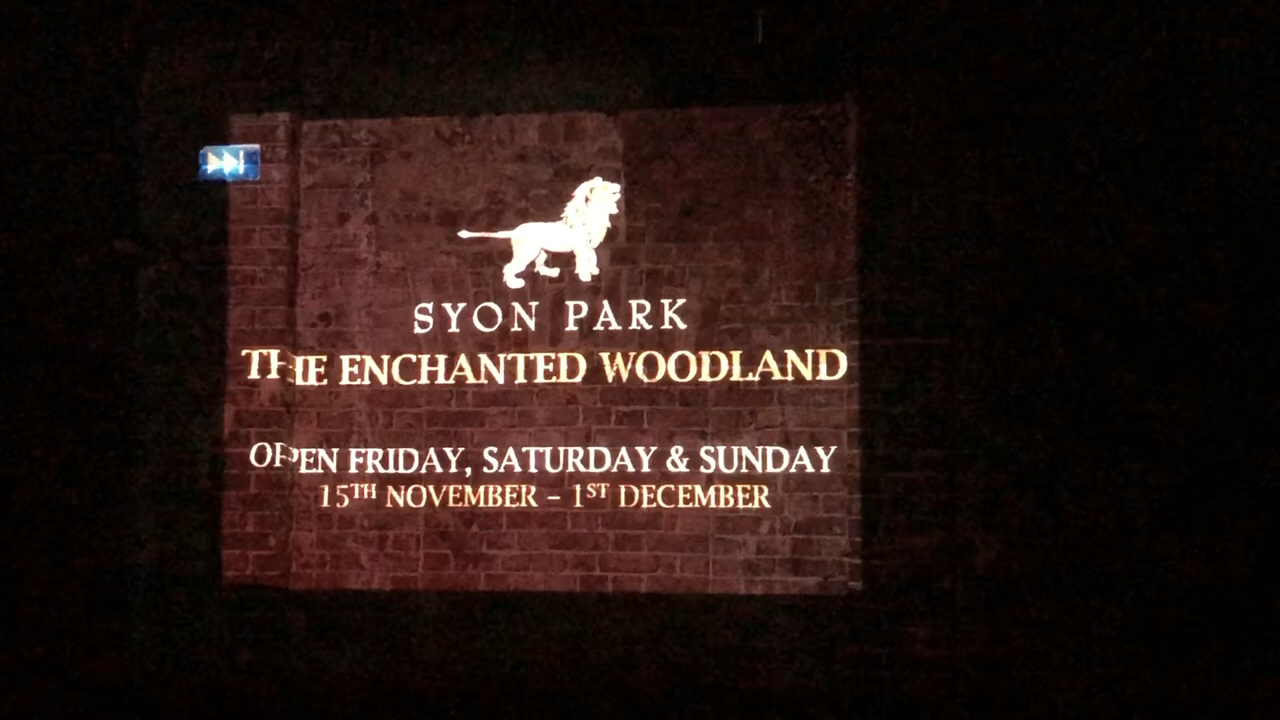 SYON PARK
THE ENCHANTED WOODLAND
OPEN FRIDAY, SATURDAY & SUNDAY
15TH NOVEMBER – 1ST DECEMBER